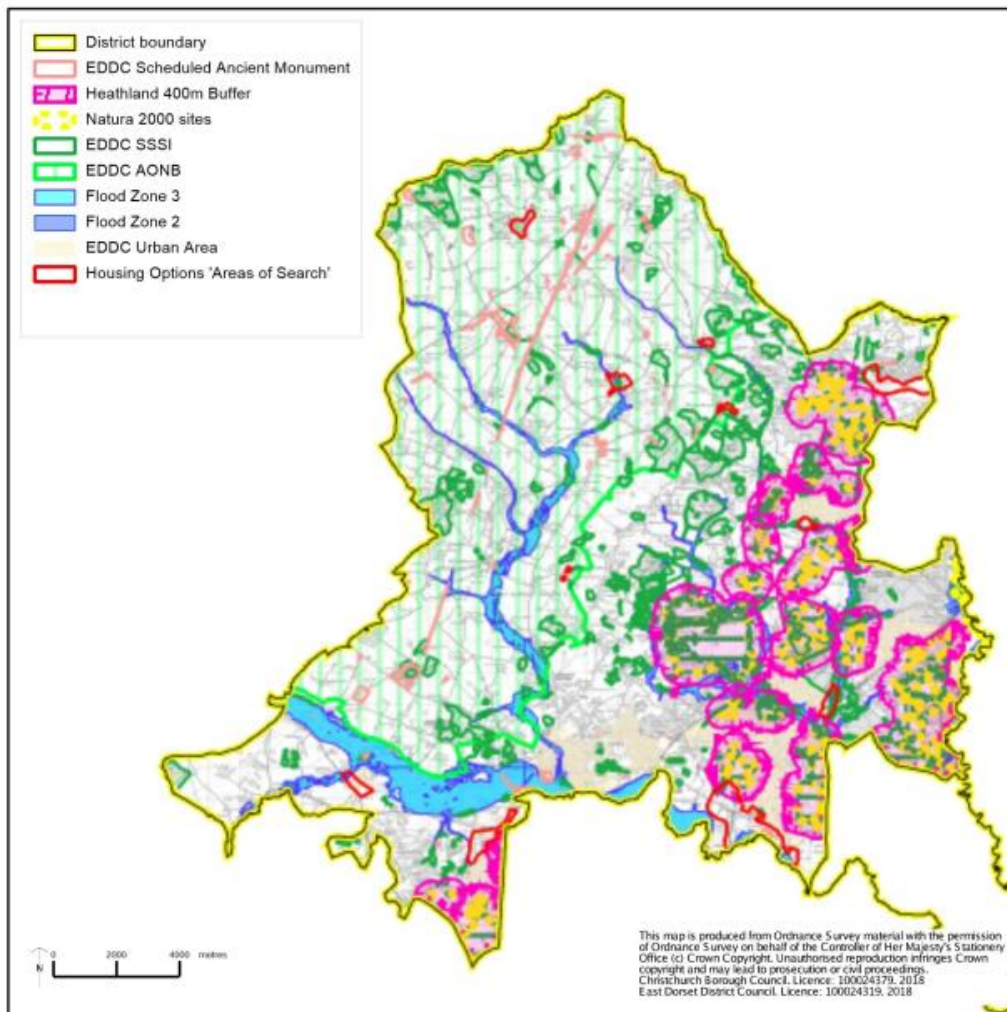 District boundary
EDDC Scheduled Ancient Monument
Heathland 400m Buffer
Natura 2000 sites
EDDC SSSI
EDDC AONB
Flood Zone 3
Flood Zone 2
EDDC Urban Area
Housing Options 'Areas of Search'
N
0 2000 4000 metres
This map is produced from Ordnance Survey material with the permission
of Ordnance Survey on behalf of the Controller of Her Majesty's Stationery
Office (c) Crown Copyright. Unauthorised reproduction infringes Crown
copyright and may lead to prosecution or civil proceedings.
Christchurch Borough Council. Licence: 100024379. 2018
East Dorset District Council. Licence: 100024319. 2018